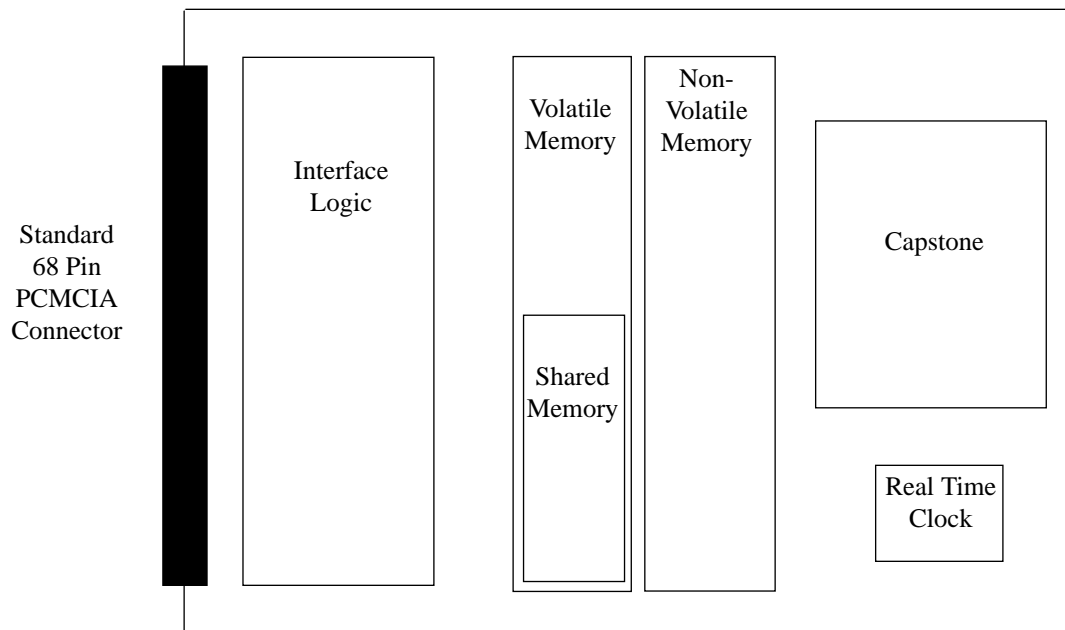 Standard
68 Pin
PCMCIA
Connector
Interface
Logic
Volatile
Memory
Shared
Memory
Non-
Volatile
Memory
Capstone
Real Time
Clock